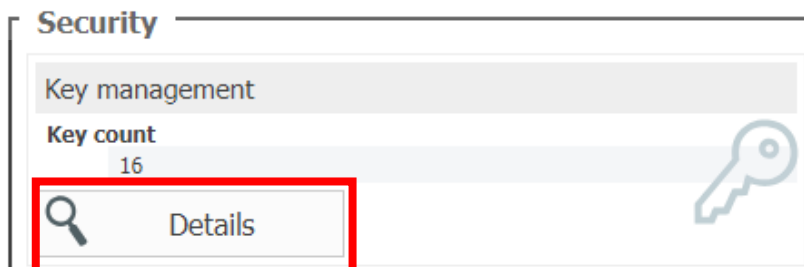 Security
Key management
Key count
16
Details